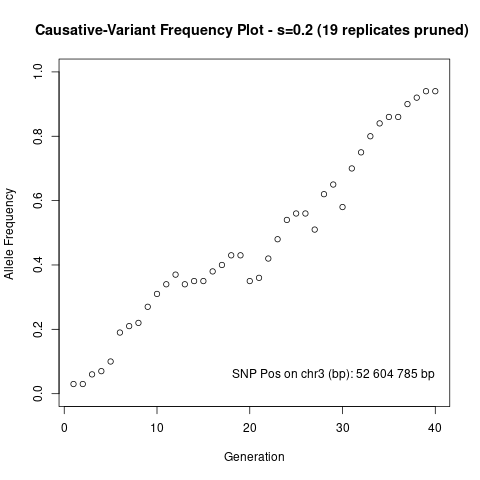 Causative-Variant Frequency Plot - s=0.2 (19 replicates pruned)
Allele Frequency
1.0
0.8
0.6
0.4
0.2
0.0
SNP Pos on chr3 (bp): 52 604 785 bp
0 10 20 30 40
Generation